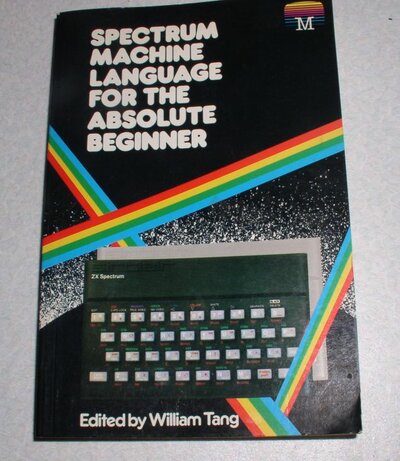 SPECTRUM
MACHINE
LANGUAGE
FOR THE
ABSOLUTE
BEGINNER
M
ZX Spectrum
Edited by William Tang